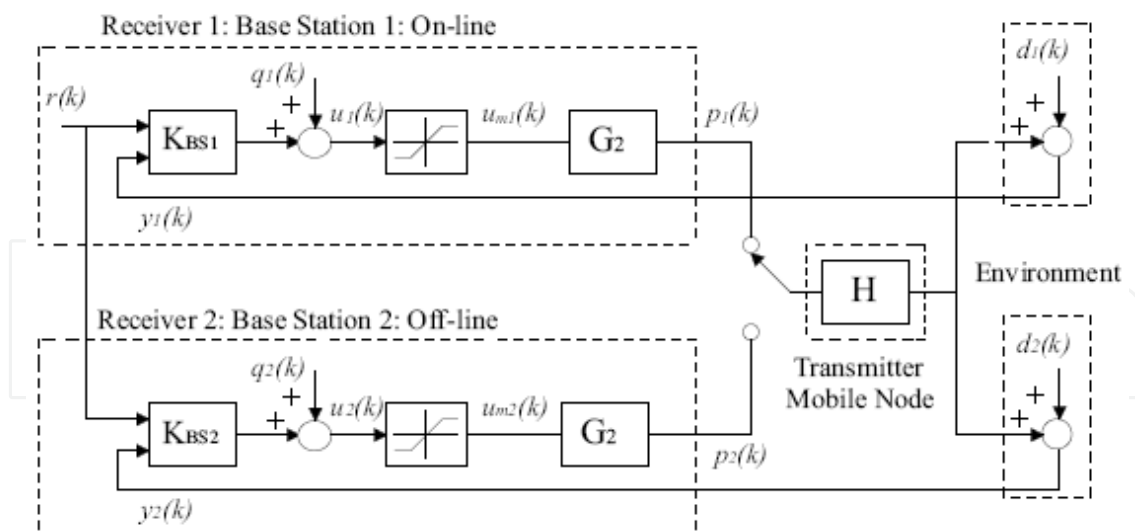 Receiver 1: Base Station 1: On-line
d1(k)
q1(k)
r(k)
+
u1(k)
um1(k)
p1(k)
+
+
+
KBS1
G2
y1(k)
Environment
H
Receiver 2: Base Station 2: Off-line
Transmitter
Mobile Node
d2(k)
q2(k)
+
u2(k)
um2(k)
+
+
+
KBS2
G2
p2(k)
y2(k)